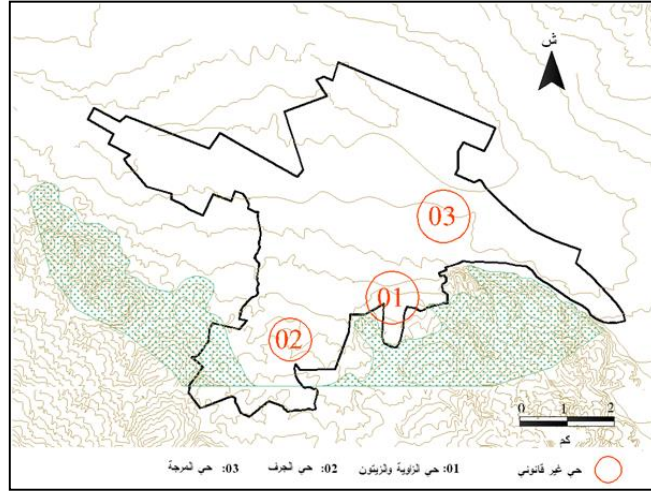 ش
03
01
02
0 1 2
كم
حي غير قانوني 01: حي الزاوية والزيتون 02: حي الجرف 03: حي المرجة